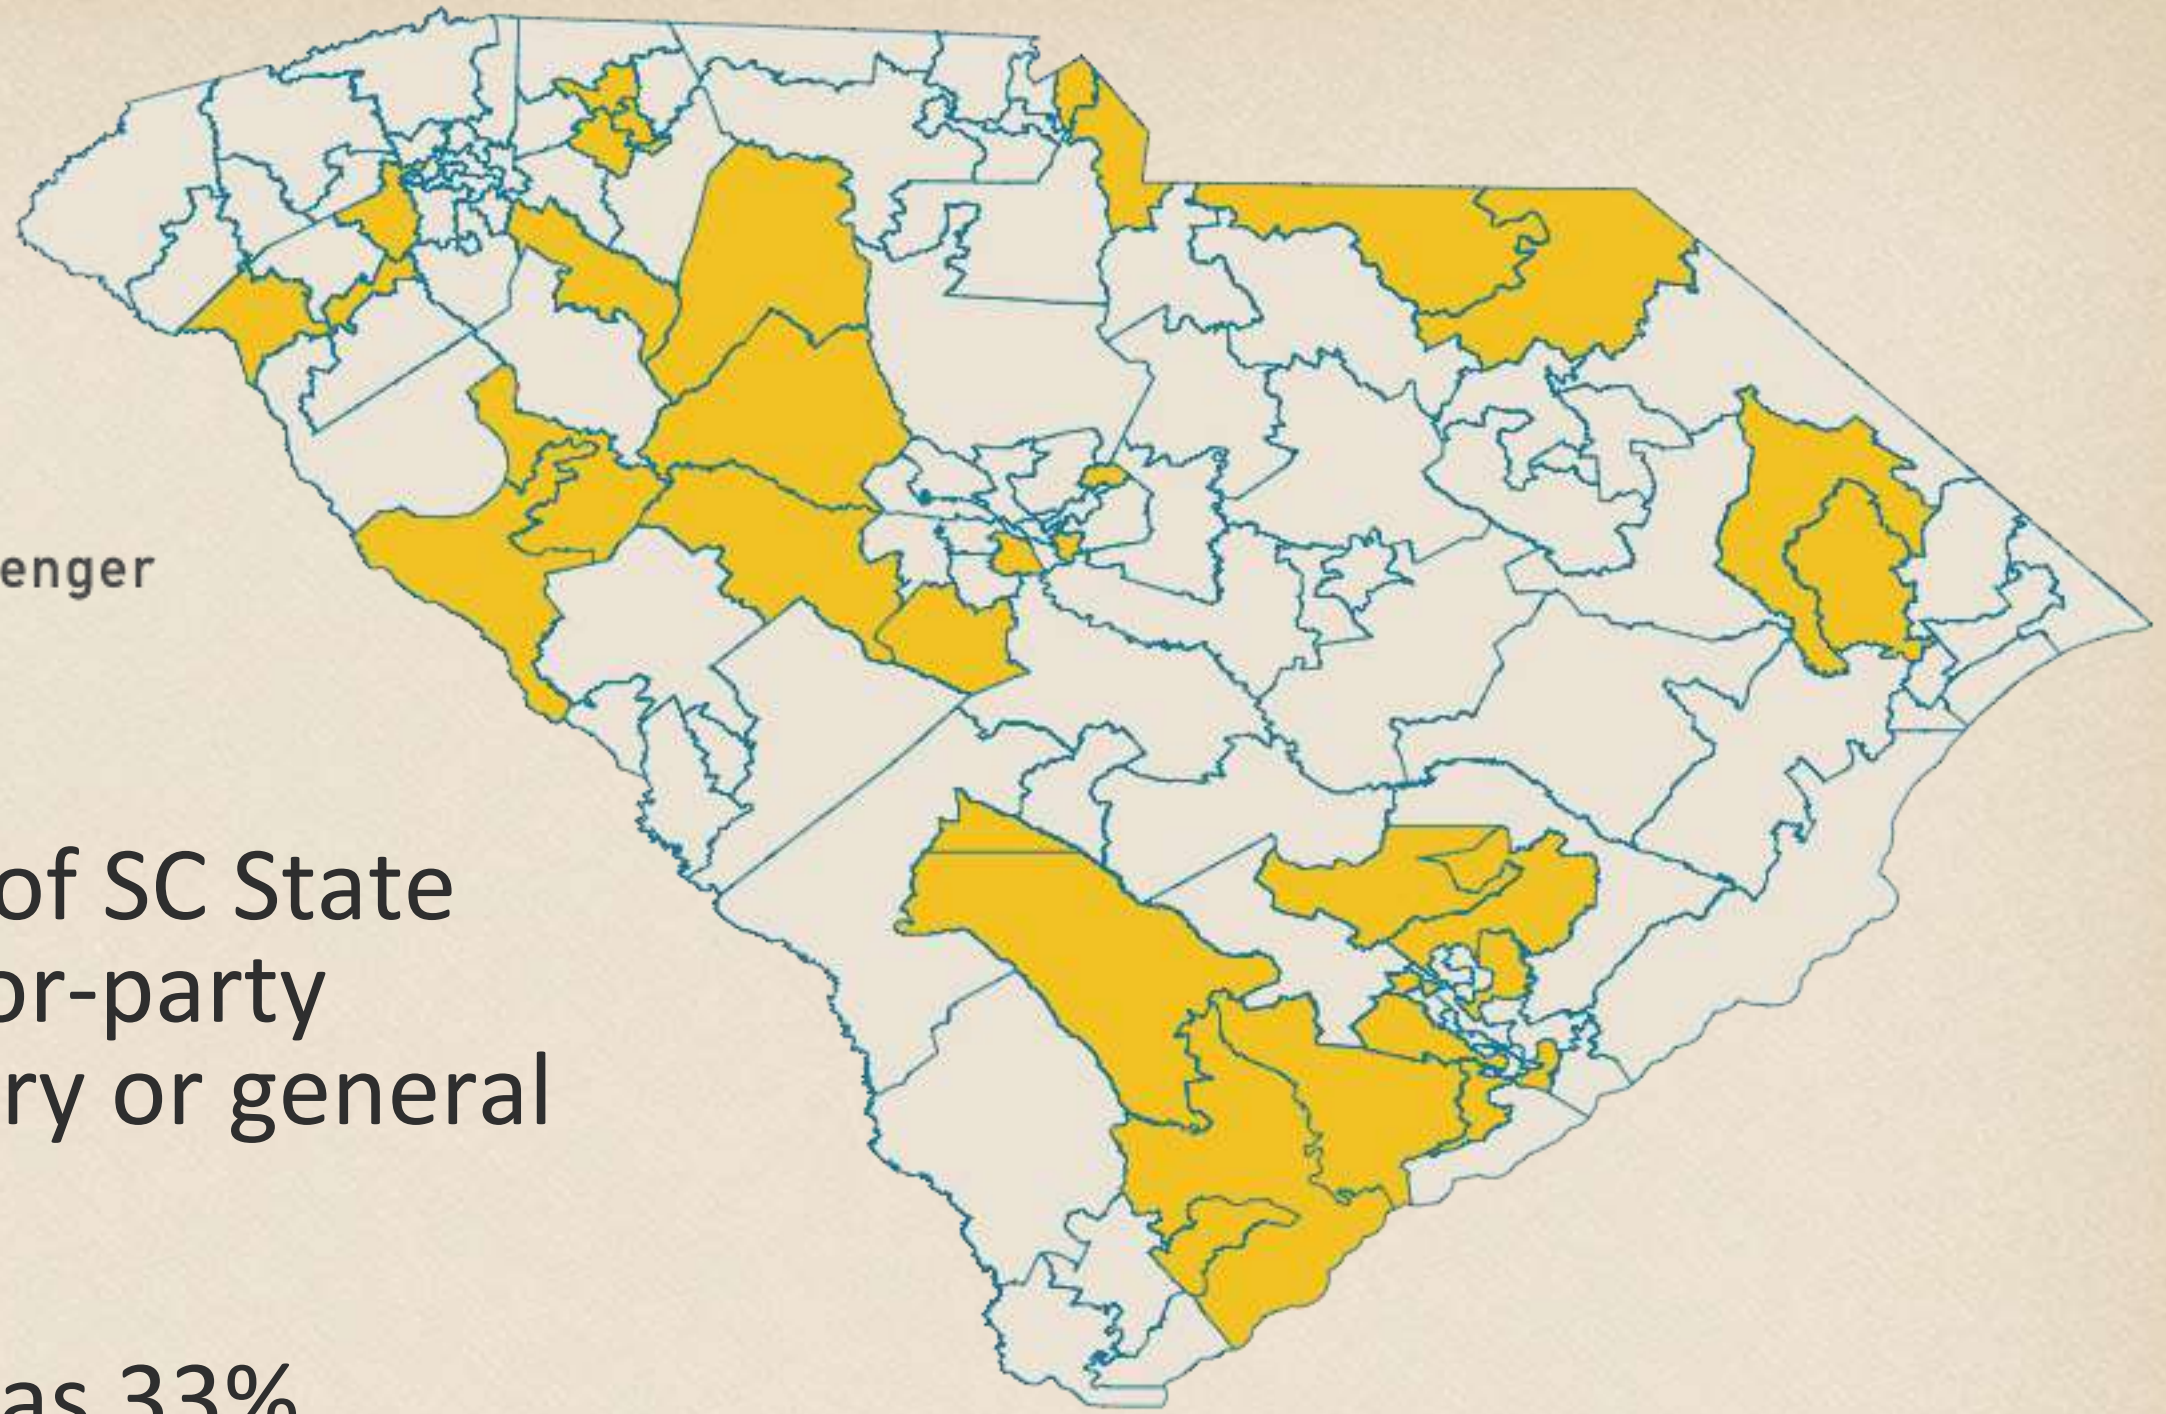 enger
of SC State
or-party
ry or general
as 33%